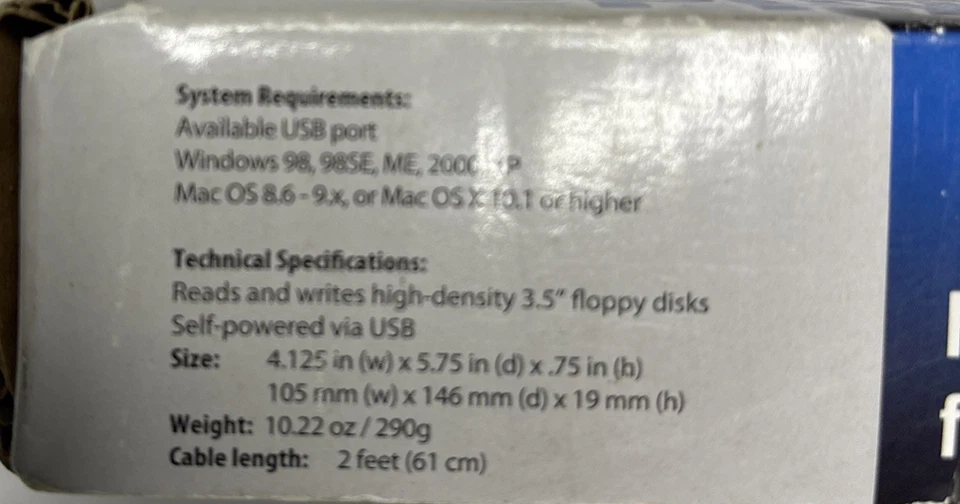 System Requirements:
Available USB port
Windows 98, 98SE, ME, 2000
Mac OS 8.6 - 9.x, or Mac OS X 10.1 or higher
Technical Specifications:
Reads and writes high-density 3.5" floppy disks
Self-powered via USB
Size: 4.125 in (w) x 5.75 in (d) x .75 in (h)
105 mm (w) x 146 mm (d) x 19 mm (h)
Weight: 10.22 oz / 290g
Cable length: 2 feet (61 cm)